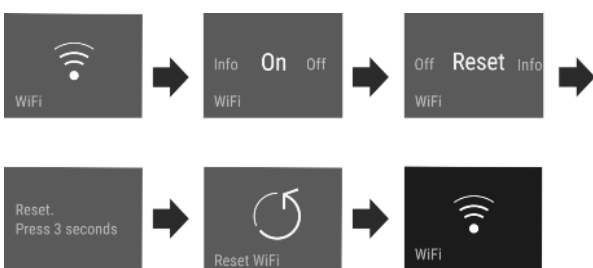 WiFi
Info On Off
WiFi
Off Reset Info
WiFi
Reset.
Press 3 seconds
Reset WiFi
WiFi